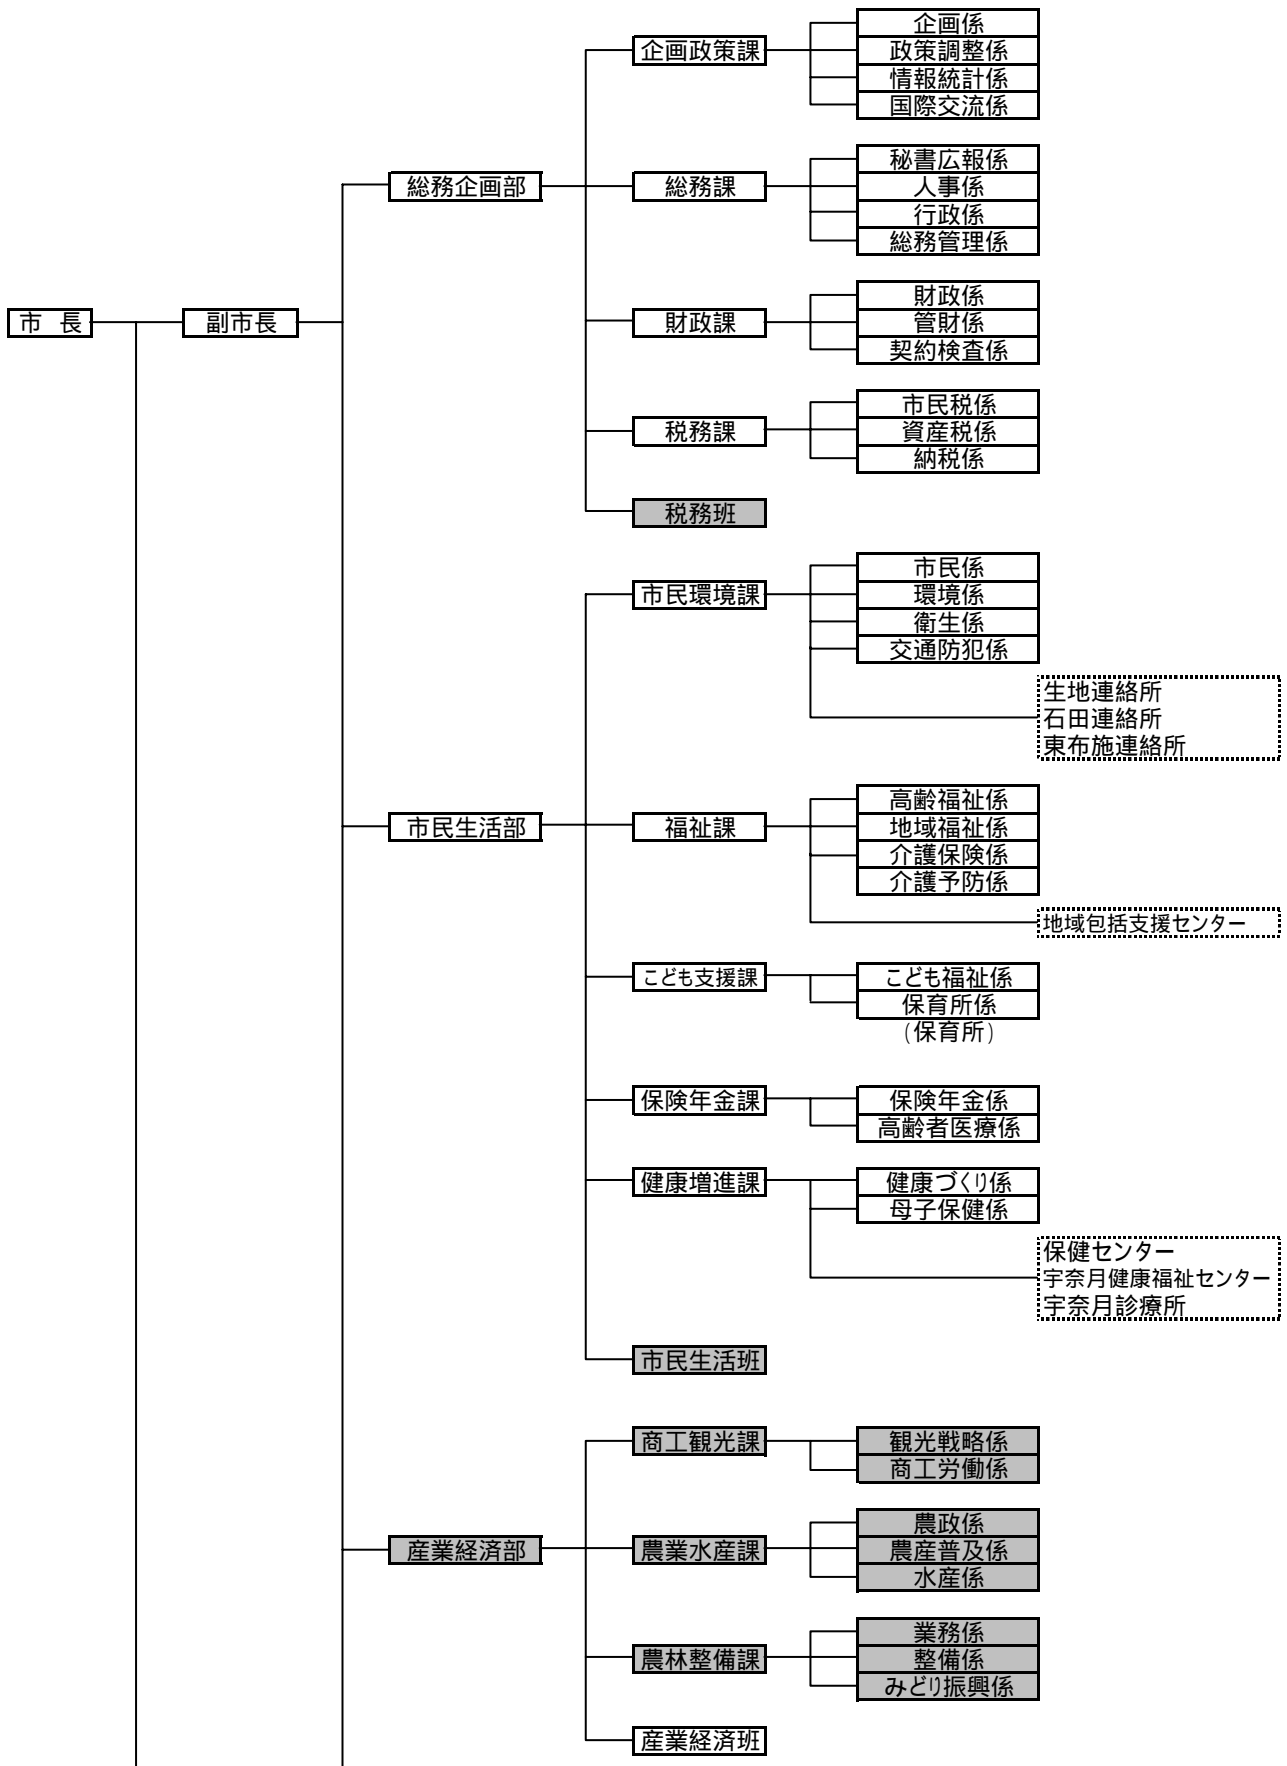 企画係
企画政策課
政策調整係
情報統計係
国際交流係
秘書広報係
総務企画部
総務課
人事係
行政係
総務管理係
財政係
市 長
副市長
財政課
管財係
契約検査係
市民税係
税務課
資産税係
納税係
税務班
市民係
市民環境課
環境係
衛生係
交通防犯係
生地連絡所
石田連絡所
東布施連絡所
高齢福祉係
市民生活部
福祉課
地域福祉係
介護保険係
介護予防係
地域包括支援センター
こども支援課
こども福祉係
保育所係
(保育所)
保険年金課
保険年金係
高齢者医療係
健康増進課
健康づくり係
母子保健係
保健センター
宇奈月健康福祉センター
宇奈月診療所
市民生活班
商工観光課
観光戦略係
商工労働係
農政係
産業経済部
農業水産課
農産普及係
水産係
業務係
農林整備課
整備係
みどり振興係
産業経済班